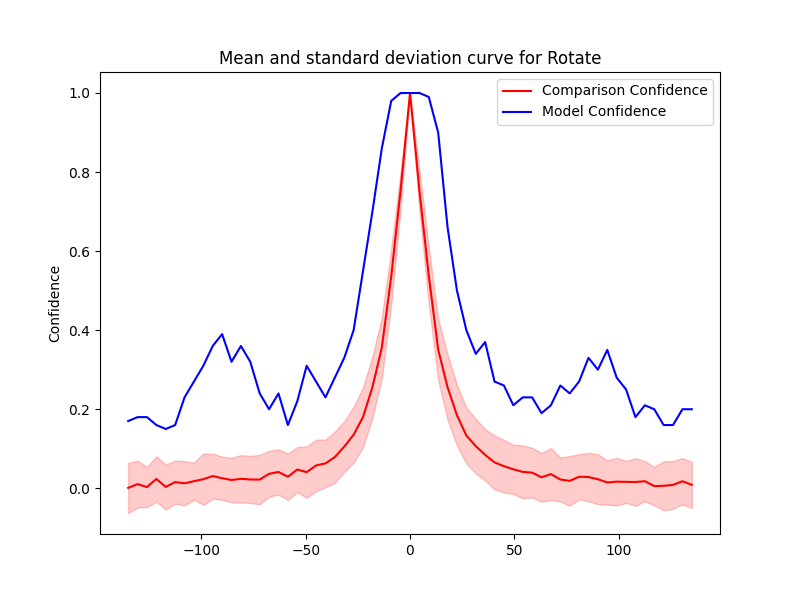 Mean and standard deviation curve for Rotate
Comparison Confidence
Model Confidence
Confidence
1.0
0.8
0.6
0.4
0.2
0.0
−100
−50
0
50
100